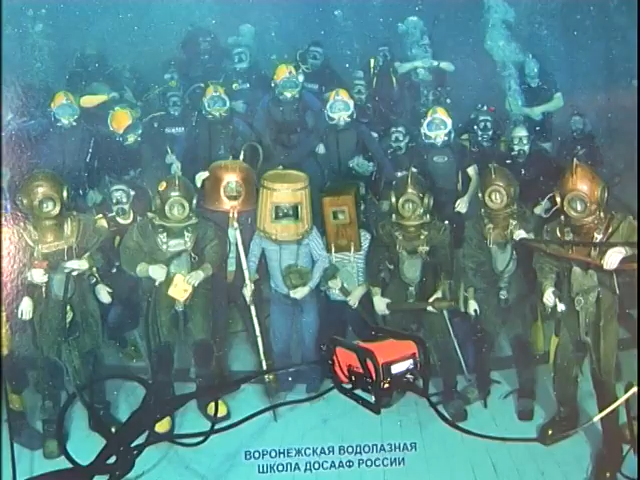 ВОРОНЕЖСКАЯ ВОДОЛАЗНАЯ
ШКОЛА ДОСААФ РОССИИ